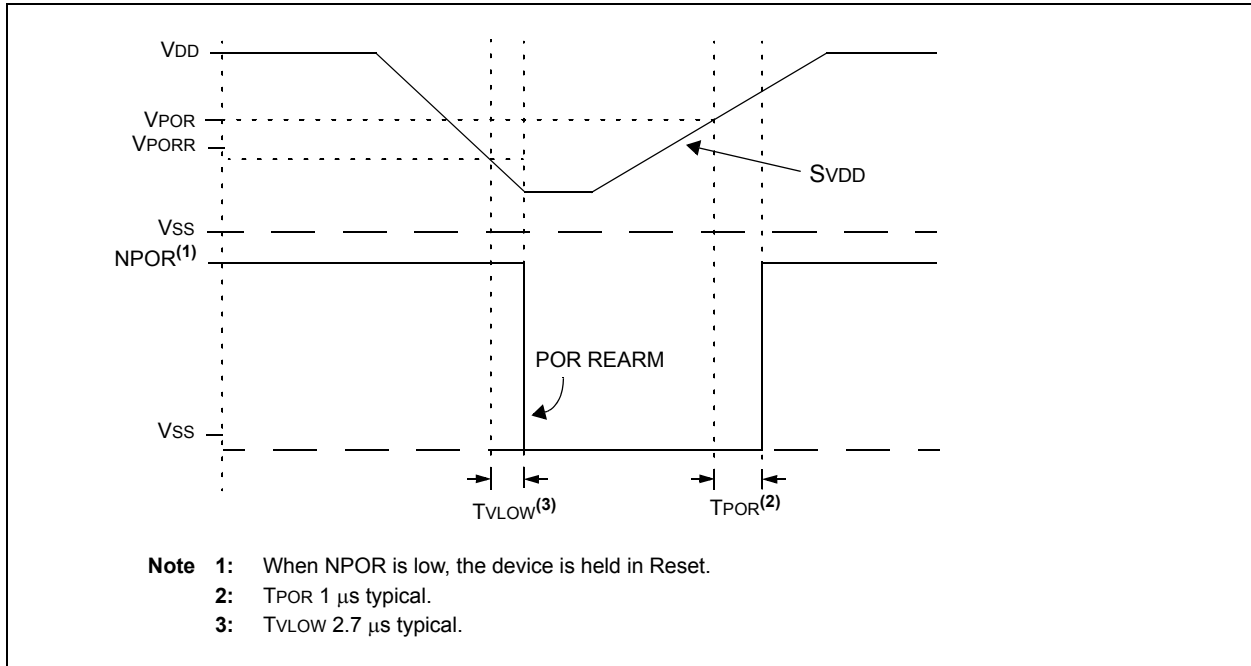 VDD
VPOR
VPORR
SVDD
VSS
NPOR(1)
POR REARM
VSS
TVLOW(3)
TPOR(2)
Note 1: When NPOR is low, the device is held in Reset.
2: TPOR 1 μs typical.
3: TVLOW 2.7 μs typical.